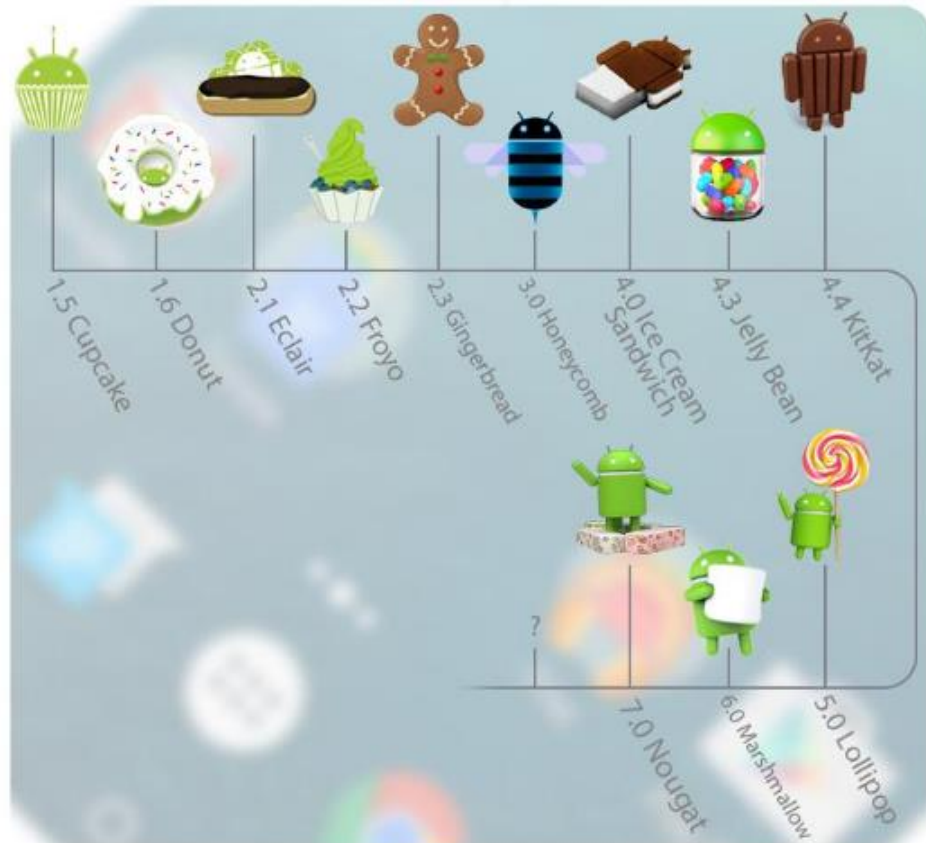 1.5 Cupcake
1.6 Donut
2.1 Eclair
2.2 Froyo
2.3 Gingerbread
3.0 Honeycomb
4.0 Ice Cream
Sandwich
4.3 Jelly Bean
4.4 KitKat
5.0 Lollipop
6.0 Marshmallow
7.0 Nougat
?